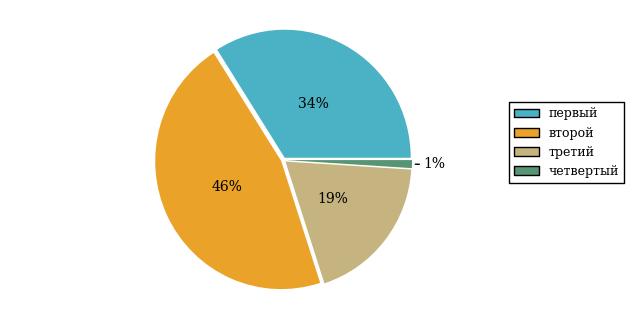 34%
46%
19%
1%
первый
второй
третий
четвертый